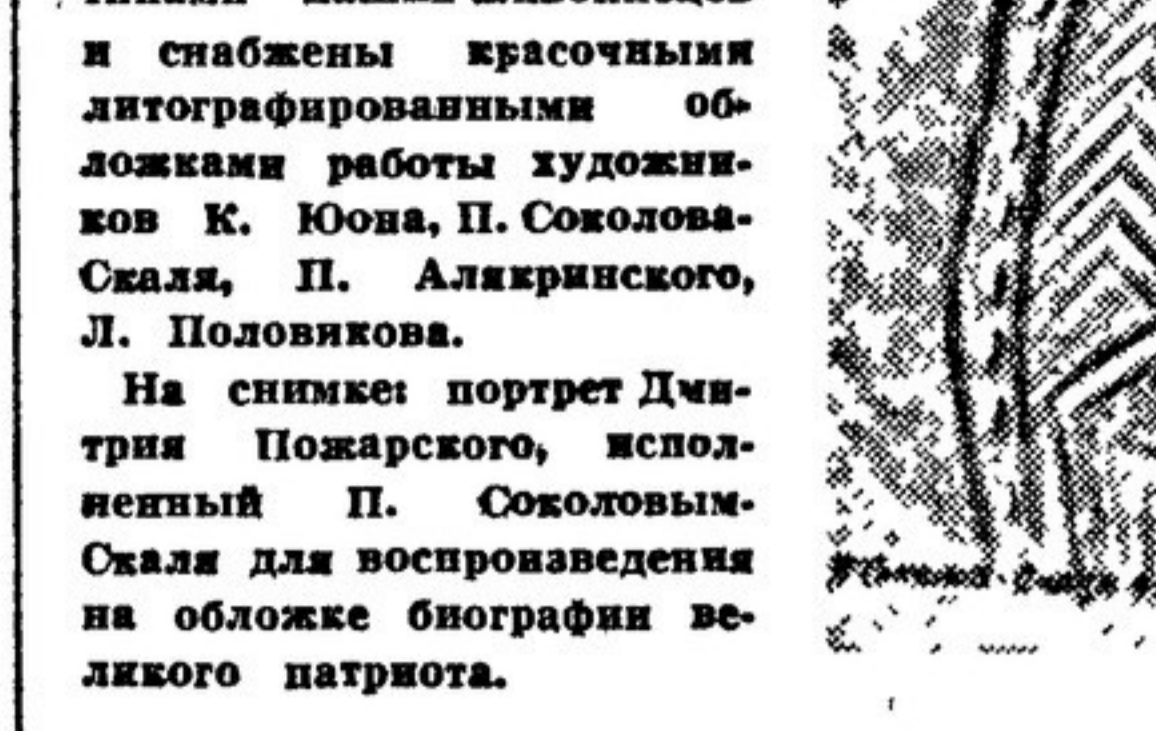 и снабжены красочными
литографированными об-
ложками работы художни-
ков К. Юона, П. Соколова-
Скаля, П. Алякринского,
Л. Половикова.
На снимке: портрет Дми-
трия Пожарского, испол-
ненный П. Соколовым-
Скаля для воспроизведения
на обложке биографии ве-
ликого патриота.